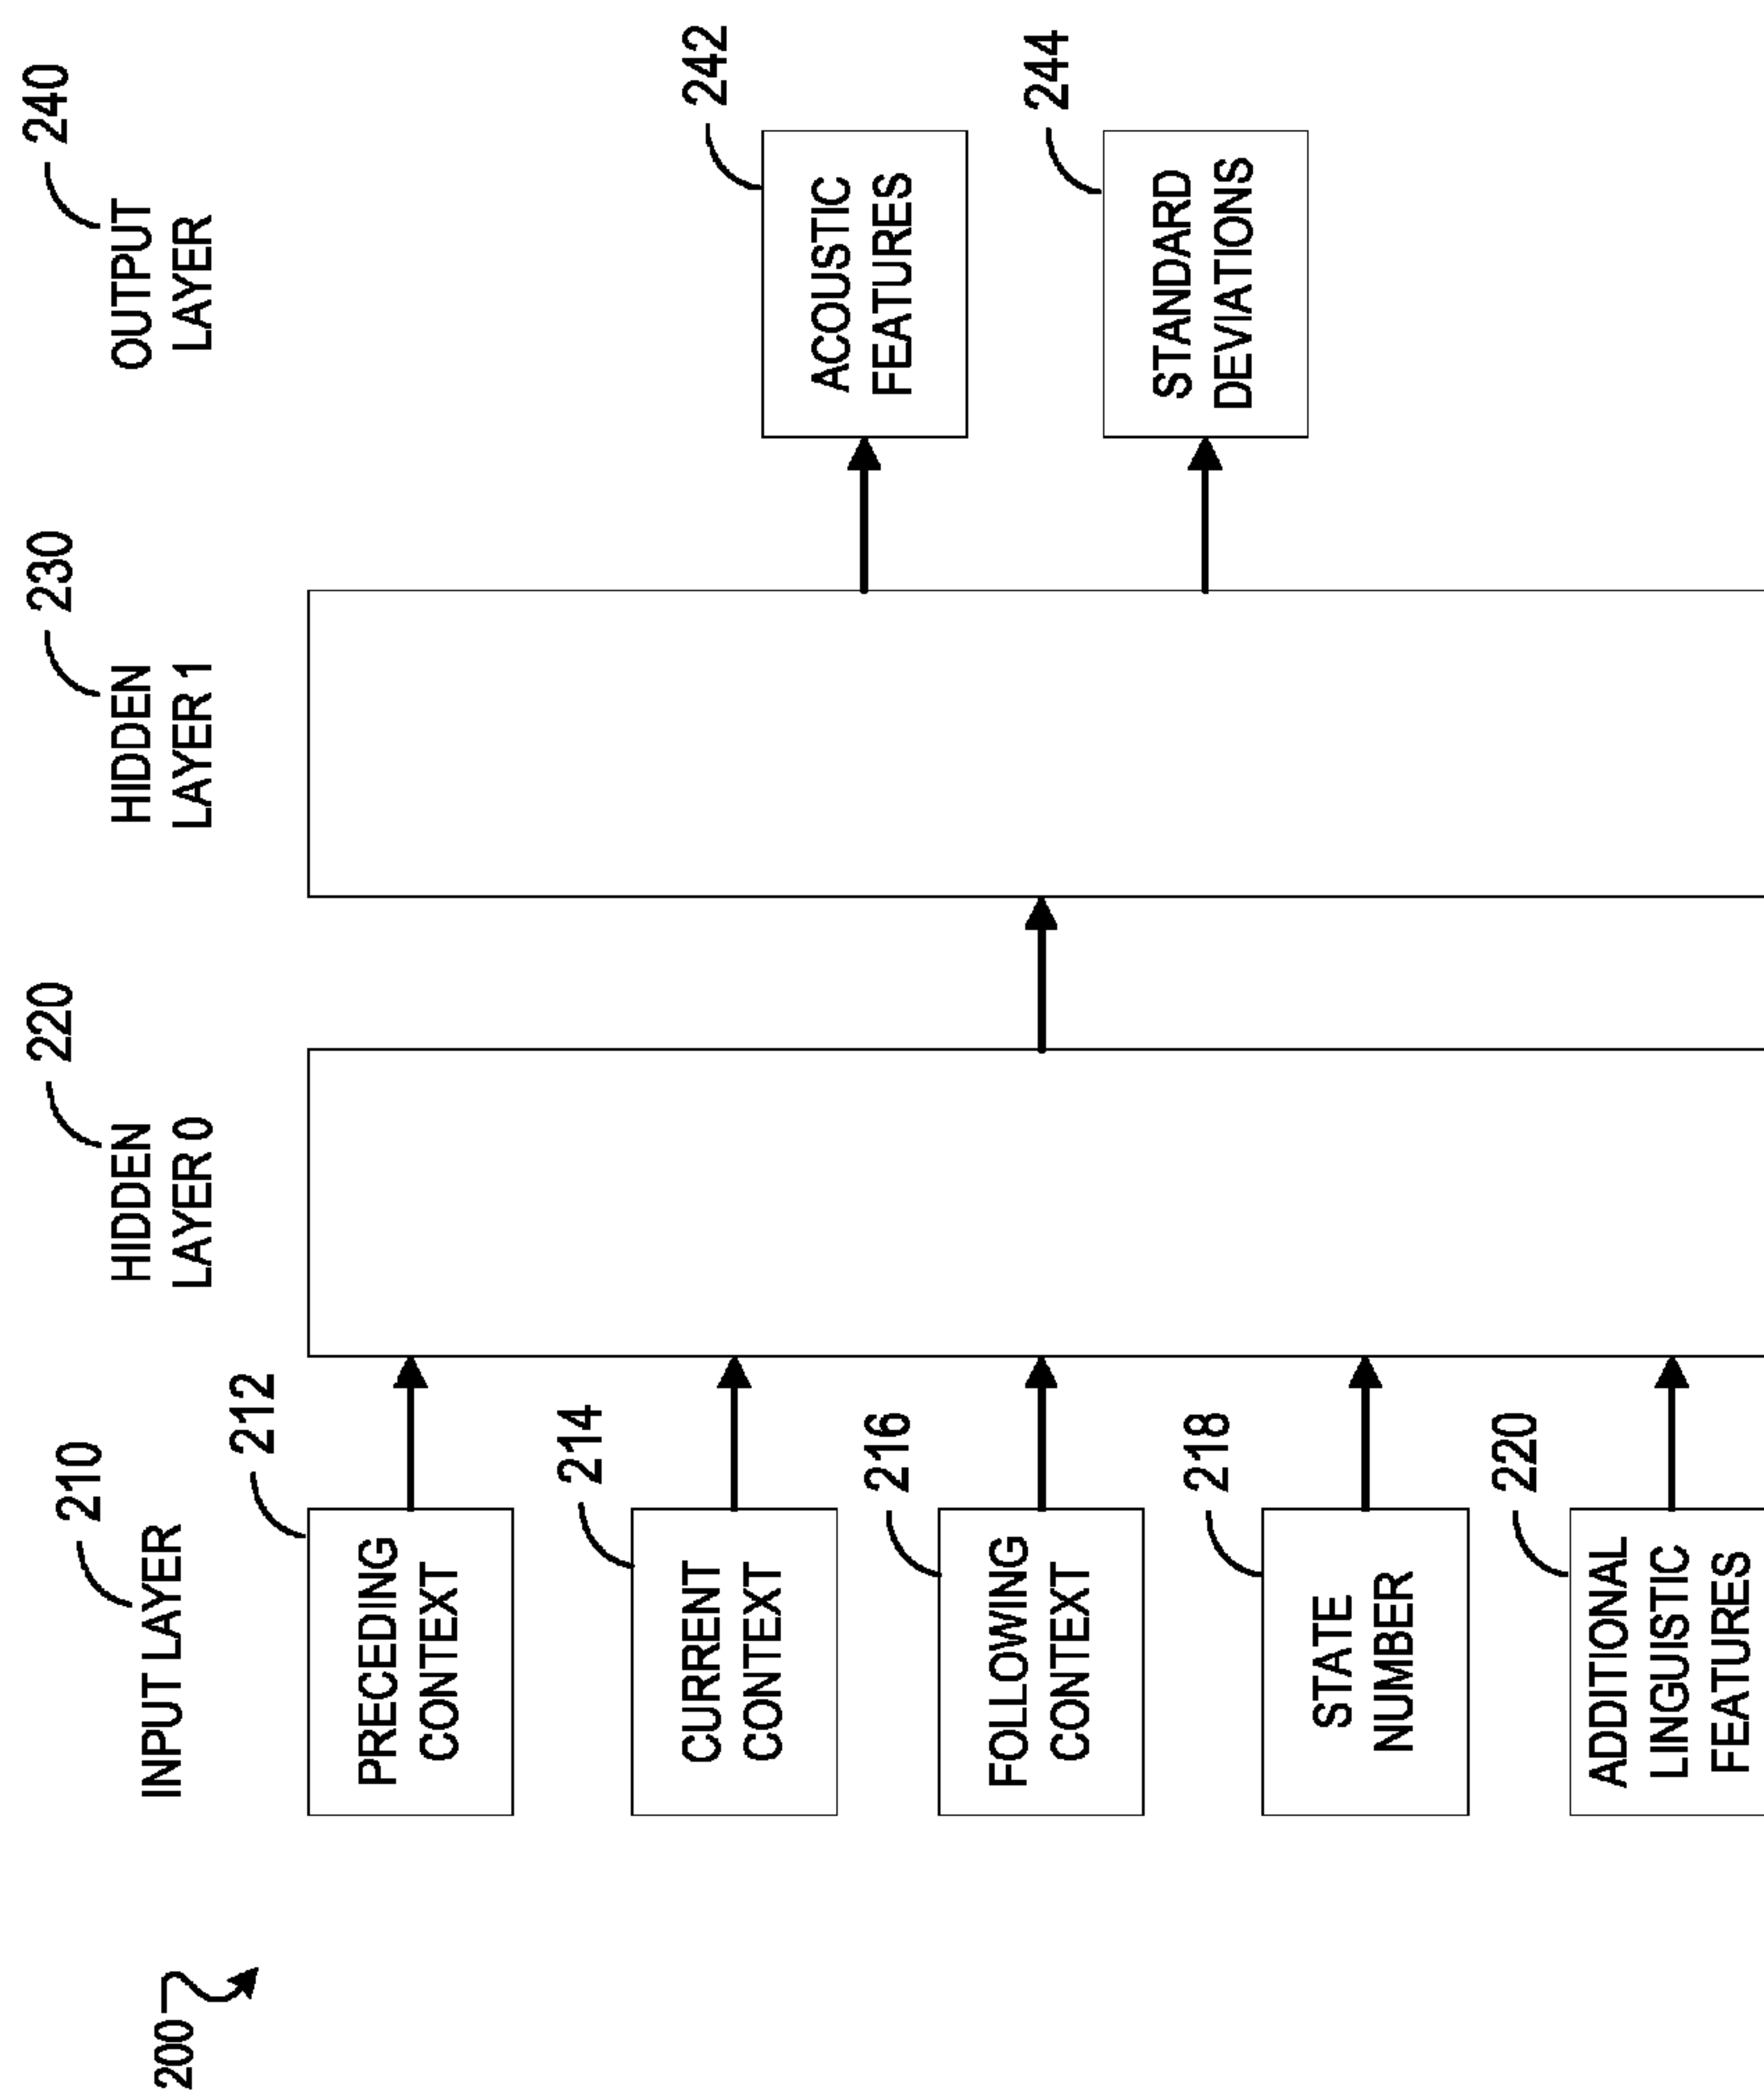 200
210
INPUT LAYER
220
HIDDEN
LAYER 0
230
HIDDEN
LAYER 1
240
OUTPUT
LAYER
212
PRECEDING
CONTEXT
214
CURRENT
CONTEXT
216
FOLLOWING
CONTEXT
218
STATE
NUMBER
220
ADDITIONAL
LINGUISTIC
FEATURES
242
ACOUSTIC
FEATURES
244
STANDARD
DEVIATIONS